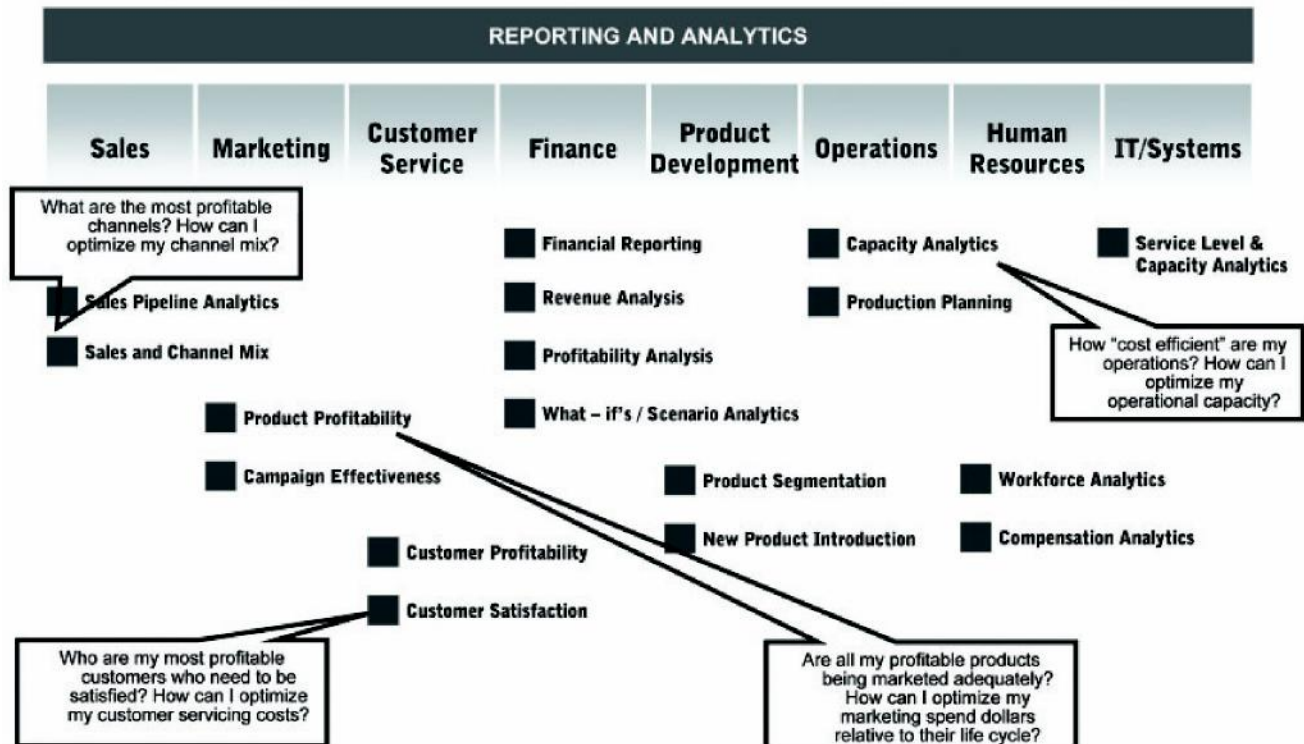 REPORTING AND ANALYTICS
Sales
Marketing
Customer
Service
Finance
Product
Development
Operations
Human
Resources
IT/Systems
What are the most profitable
channels? How can I
optimize my channel mix?
Sales Pipeline Analytics
Sales and Channel Mix
Product Profitability
Campaign Effectiveness
Customer Profitability
Customer Satisfaction
Who are my most profitable
customers who need to be
satisfied? How can I optimize
my customer servicing costs?
Financial Reporting
Revenue Analysis
Profitability Analysis
What – if's / Scenario Analytics
Product Segmentation
New Product Introduction
Are all my profitable products
being marketed adequately?
How can I optimize my
marketing spend dollars
relative to their life cycle?
Capacity Analytics
Production Planning
How "cost efficient" are my
operations? How can I
optimize my
operational capacity?
Workforce Analytics
Compensation Analytics
Service Level &
Capacity Analytics